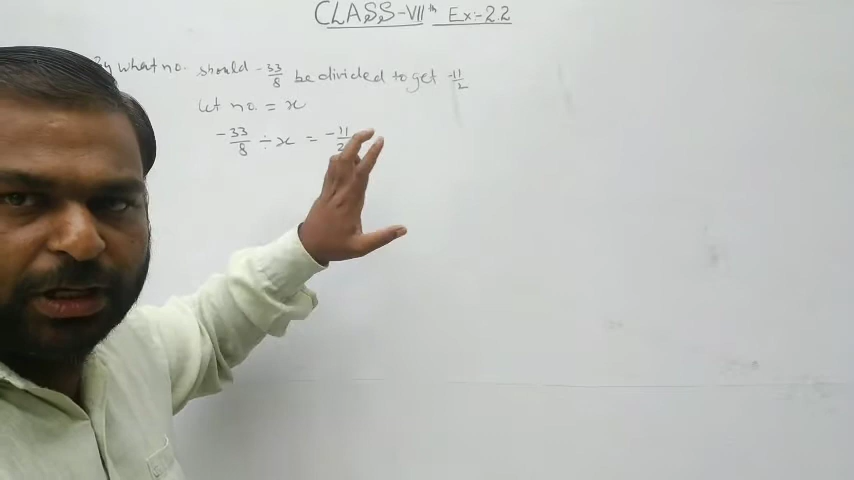 CLASS-VIIth Ex:-2.2
By what no. should -33/8 be divided to get -11/2
Let no. = x
-33/8 ÷ x = -11/2